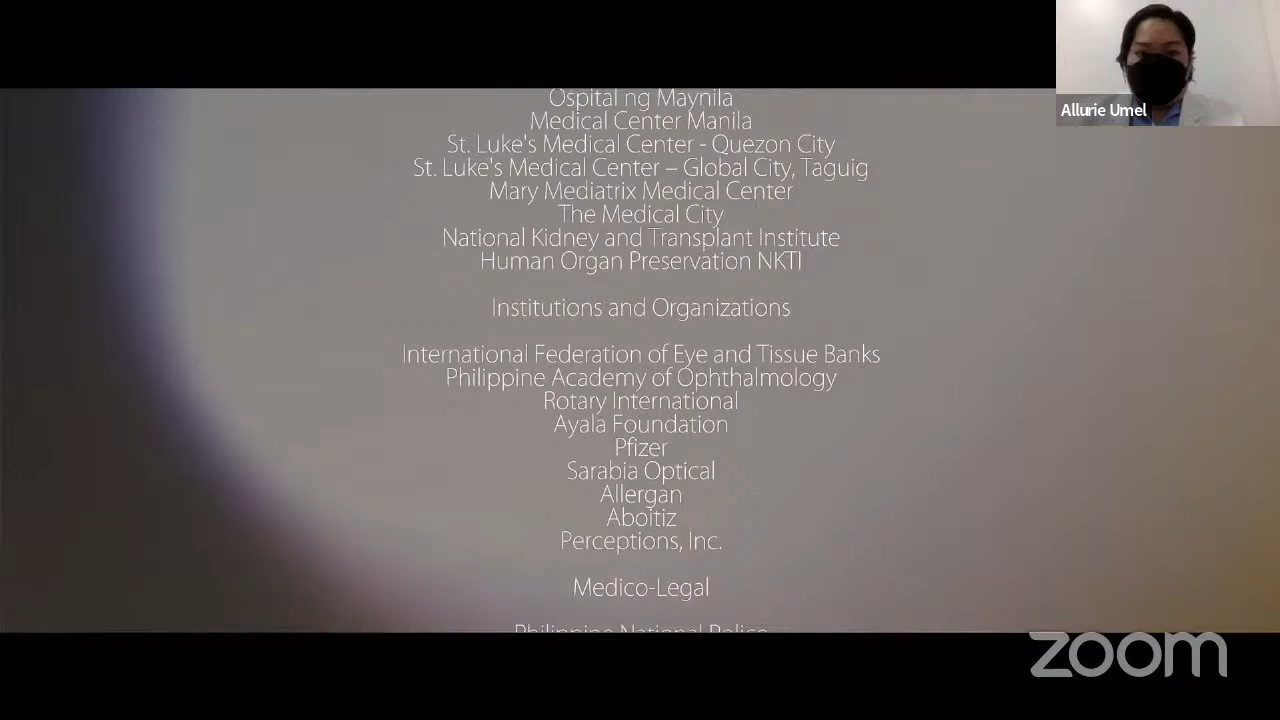 Ospital ng Maynila
Medical Center Manila
St. Luke's Medical Center - Quezon City
St. Luke's Medical Center – Global City, Taguig
Mary Mediatrix Medical Center
The Medical City
National Kidney and Transplant Institute
Human Organ Preservation NKTI
Institutions and Organizations
International Federation of Eye and Tissue Banks
Philippine Academy of Ophthalmology
Rotary International
Ayala Foundation
Pfizer
Sarabia Optical
Allergan
Aboitiz
Perceptions, Inc.
Medico-Legal
Philippine National Police
Allurie Umel
zoom